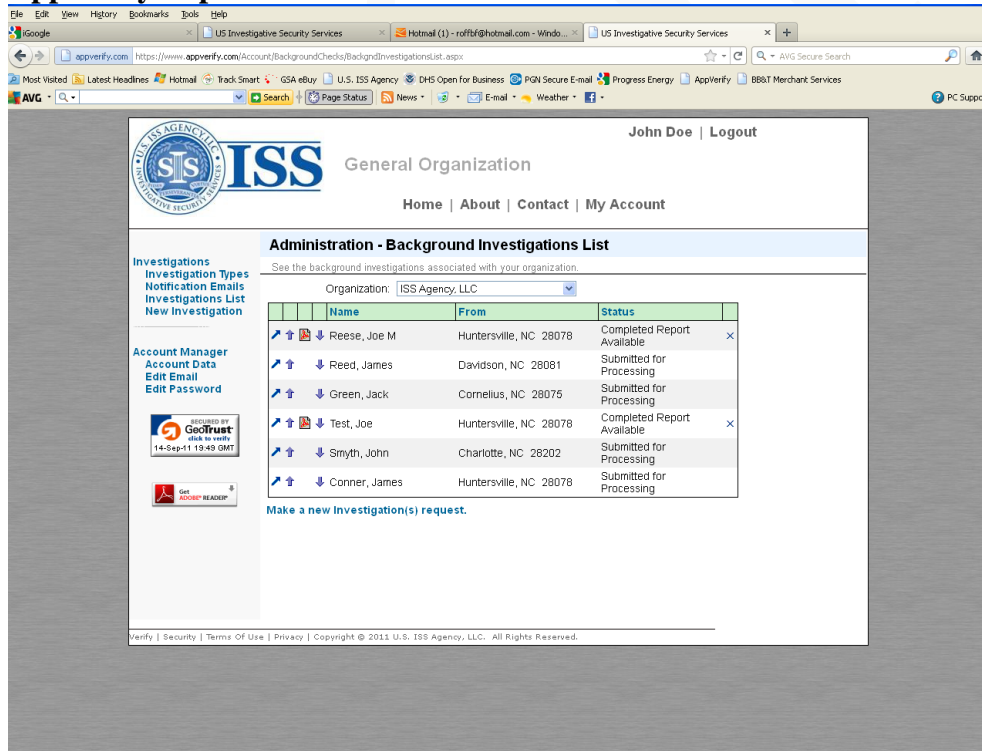 File Edit View History Bookmarks Tools Help
iGoogle × US Investigative Security Services × Hotmail (1) - roffbf@hotmail.com - Windo... × US Investigative Security Services × +
appverify.com https://www.appverify.com/Account/BackgroundChecks/BackgndInvestigationsList.aspx AVG Secure Search
Most Visited Latest Headlines Hotmail Track Smart GSA eBuy U.S. ISS Agency DHS Open for Business PGN Secure E-mail Progress Energy AppVerify BB&T Merchant Services
AVG Search Page Status News E-mail Weather PC Suppo
U.S. ISS AGENCY, LLC
INVESTIGATIVE SECURITY SERVICES
SIS
ISS
General Organization
John Doe | Logout
Home | About | Contact | My Account
Administration - Background Investigations List
See the background investigations associated with your organization.
Investigations
Investigation Types
Notification Emails
Investigations List
New Investigation
Account Manager
Account Data
Edit Email
Edit Password
SECURED BY
GeoTrust
click to verify
14-Sep-11 19:49 GMT
Get
ADOBE® READER®
Organization: ISS Agency, LLC
Name From Status
Reese, Joe M Huntersville, NC 28078 Completed Report Available ×
Reed, James Davidson, NC 28081 Submitted for Processing
Green, Jack Cornelius, NC 28075 Submitted for Processing
Test, Joe Huntersville, NC 28078 Completed Report Available ×
Smyth, John Charlotte, NC 28202 Submitted for Processing
Conner, James Huntersville, NC 28078 Submitted for Processing
Make a new Investigation(s) request.
Verify | Security | Terms Of Use | Privacy | Copyright © 2011 U.S. ISS Agency, LLC. All Rights Reserved.